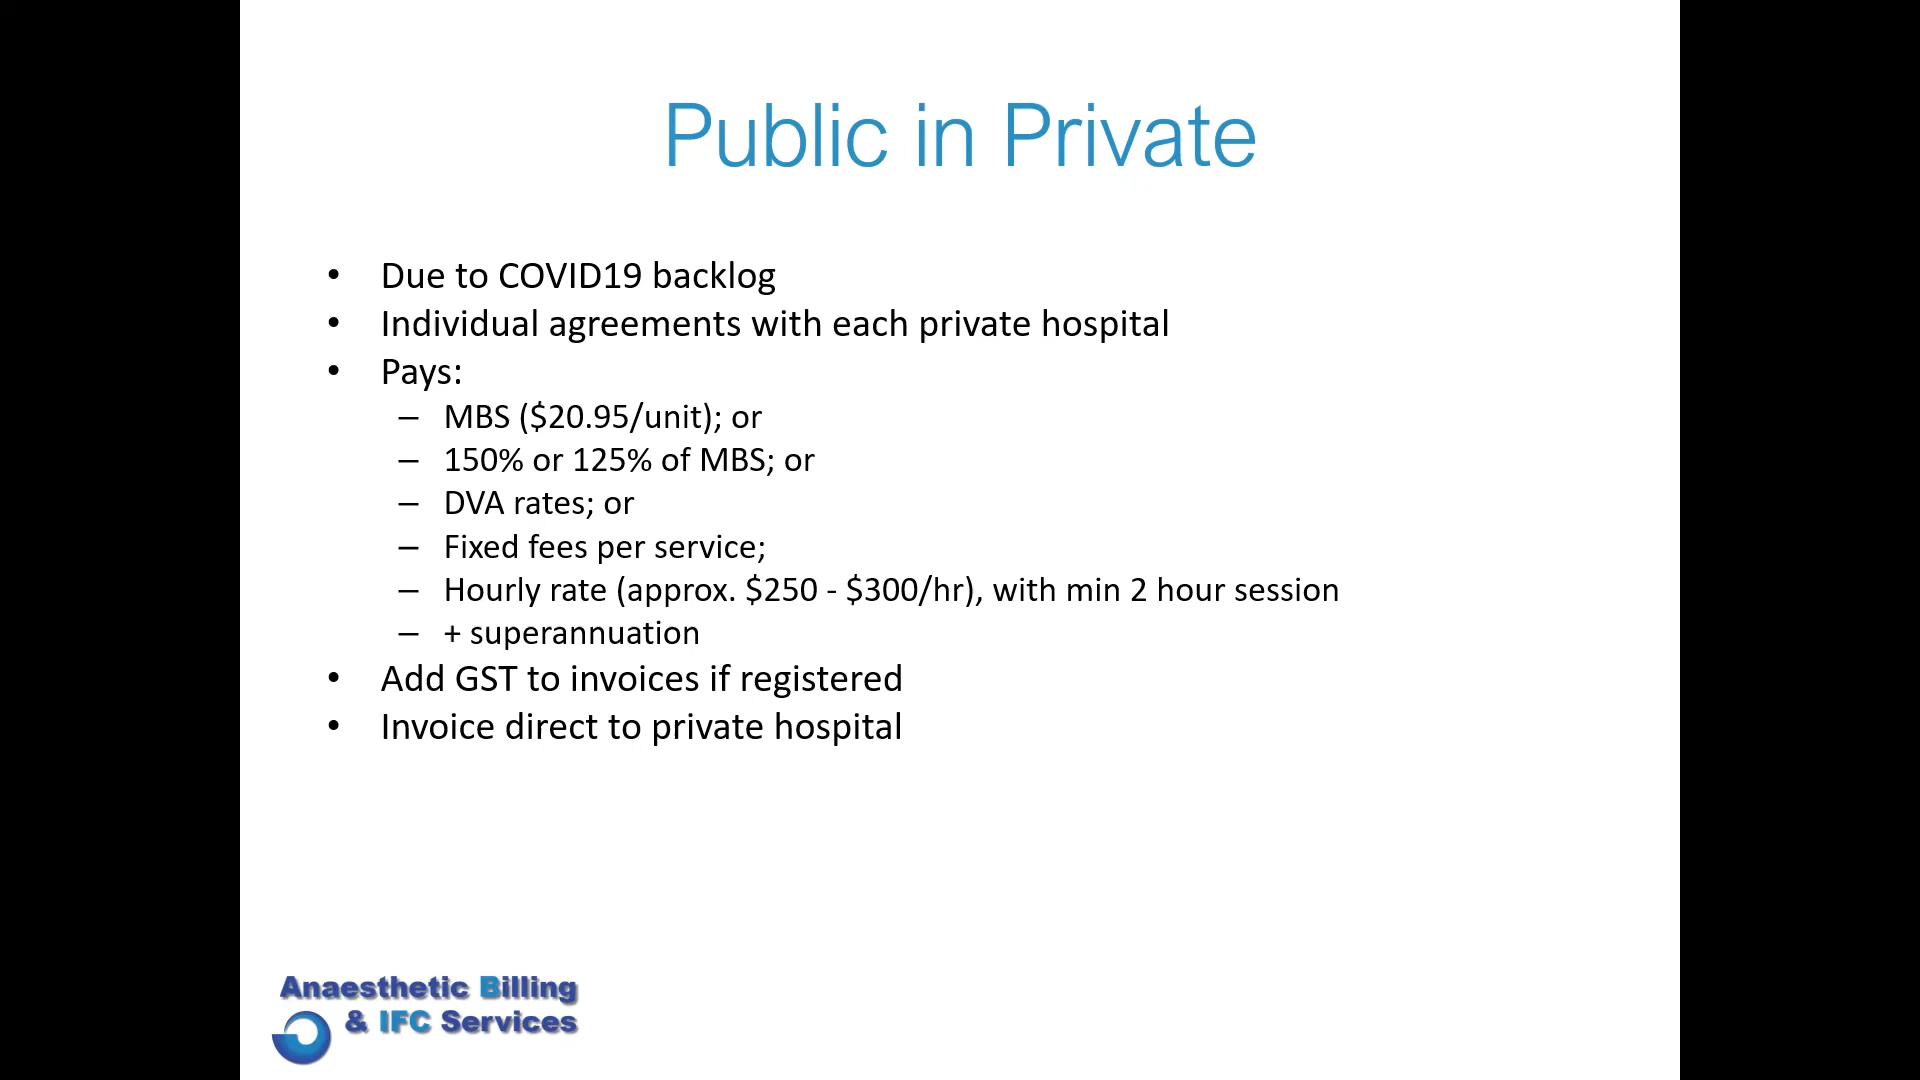 Public in Private
• Due to COVID19 backlog
• Individual agreements with each private hospital
• Pays:
– MBS ($20.95/unit); or
– 150% or 125% of MBS; or
– DVA rates; or
– Fixed fees per service;
– Hourly rate (approx. $250 - $300/hr), with min 2 hour session
– + superannuation
• Add GST to invoices if registered
• Invoice direct to private hospital
Anaesthetic Billing
& IFC Services